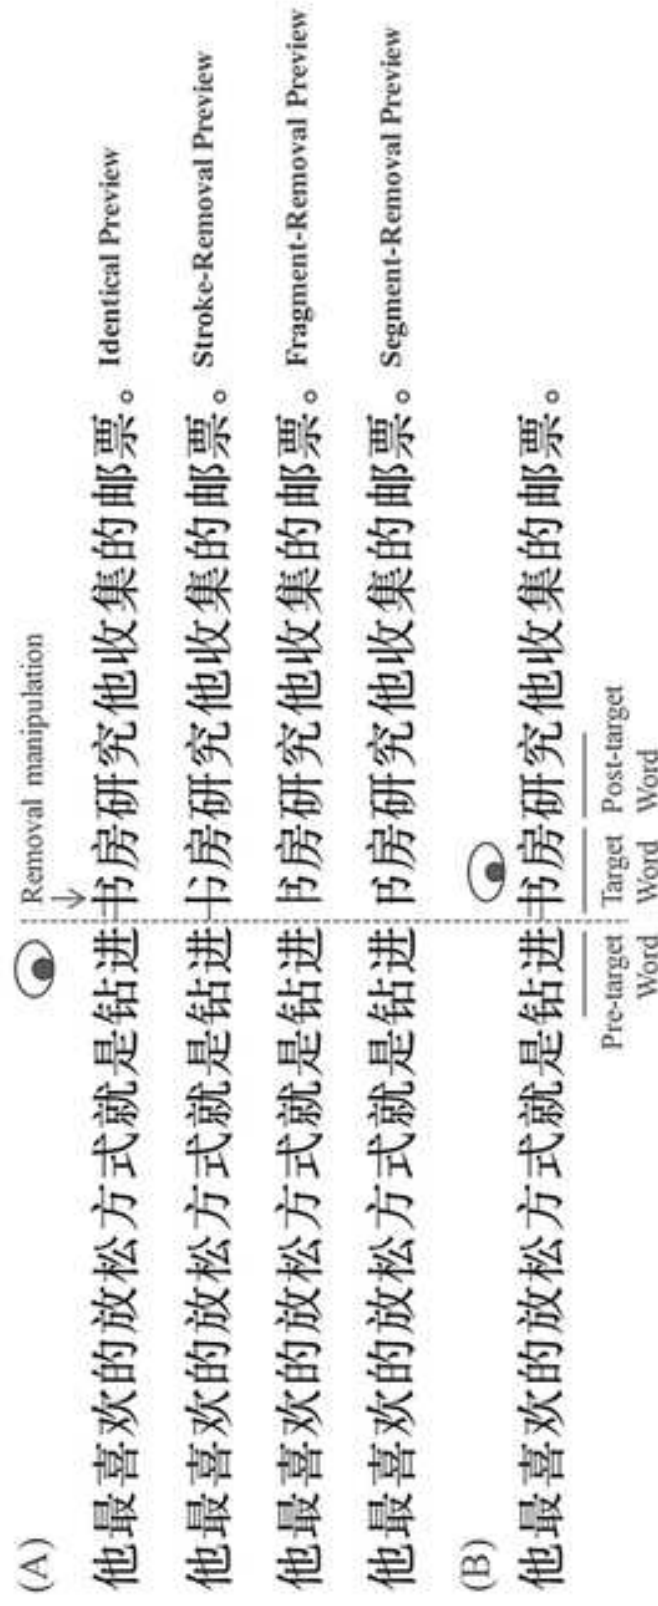 (A)
Removal manipulation
他最喜欢的放松方式就是钻进书房研究他收集的邮票。 Identical Preview
他最喜欢的放松方式就是钻进房研究他收集的邮票。 Stroke-Removal Preview
他最喜欢的放松方式就是钻进房研究他收集的邮票。 Fragment-Removal Preview
他最喜欢的放松方式就是钻进房研究他收集的邮票。 Segment-Removal Preview
(B)
他最喜欢的放松方式就是钻进书房研究他收集的邮票。
Pre-target Word
Target Word
Post-target Word